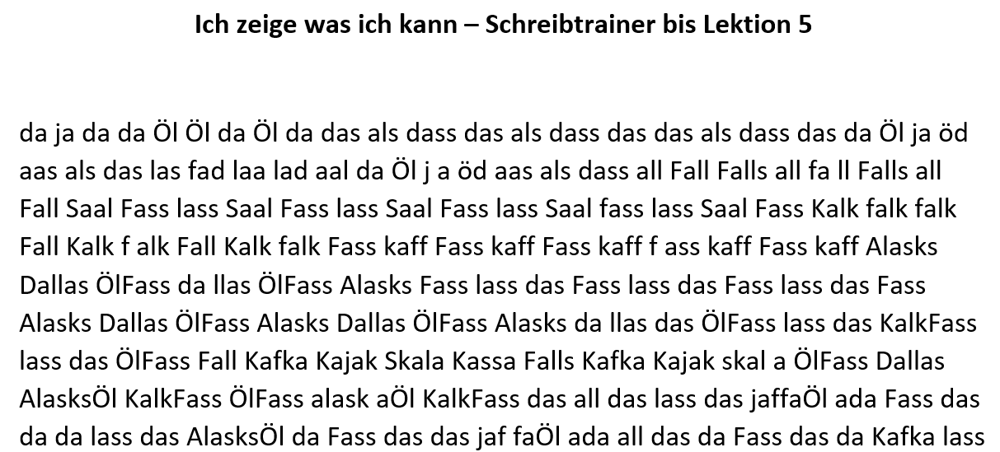 Ich zeige was ich kann – Schreibtrainer bis Lektion 5
da ja da da Öl Öl da Öl da das als dass das als dass das das als dass das da Öl ja öd
aas als das las fad laa lad aal da Öl j a öd aas als dass all Fall Falls all fa ll Falls all
Fall Saal Fass lass Saal Fass lass Saal Fass lass Saal fass lass Saal Fass Kalk falk falk
Fall Kalk f alk Fall Kalk falk Fass kaff Fass kaff Fass kaff f ass kaff Fass kaff Alasks
Dallas ÖlFass da llas ÖlFass Alasks Fass lass das Fass lass das Fass lass das Fass
Alasks Dallas ÖlFass Alasks Dallas ÖlFass Alasks da llas das ÖlFass lass das KalkFass
lass das ÖlFass Fall Kafka Kajak Skala Kassa Falls Kafka Kajak skal a ÖlFass Dallas
AlasksÖl KalkFass ÖlFass alask aÖl KalkFass das all das lass das jaffaÖl ada Fass das
da da lass das AlasksÖl da Fass das das jaf faÖl ada all das da Fass das da Kafka lass